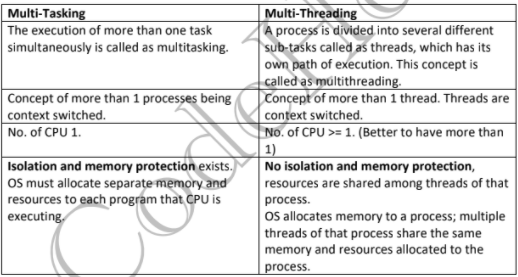 Multi-Tasking
The execution of more than one task
simultaneously is called as multitasking.
Multi-Threading
A process is divided into several different
sub-tasks called as threads, which has its
own path of execution. This concept is
called as multithreading.
Concept of more than 1 processes being
context switched.
Concept of more than 1 thread. Threads are
context switched.
No. of CPU 1.
No. of CPU >= 1. (Better to have more than
1)
Isolation and memory protection exists.
OS must allocate separate memory and
resources to each program that CPU is
executing.
No isolation and memory protection,
resources are shared among threads of that
process.
OS allocates memory to a process; multiple
threads of that process share the same
memory and resources allocated to the
process.